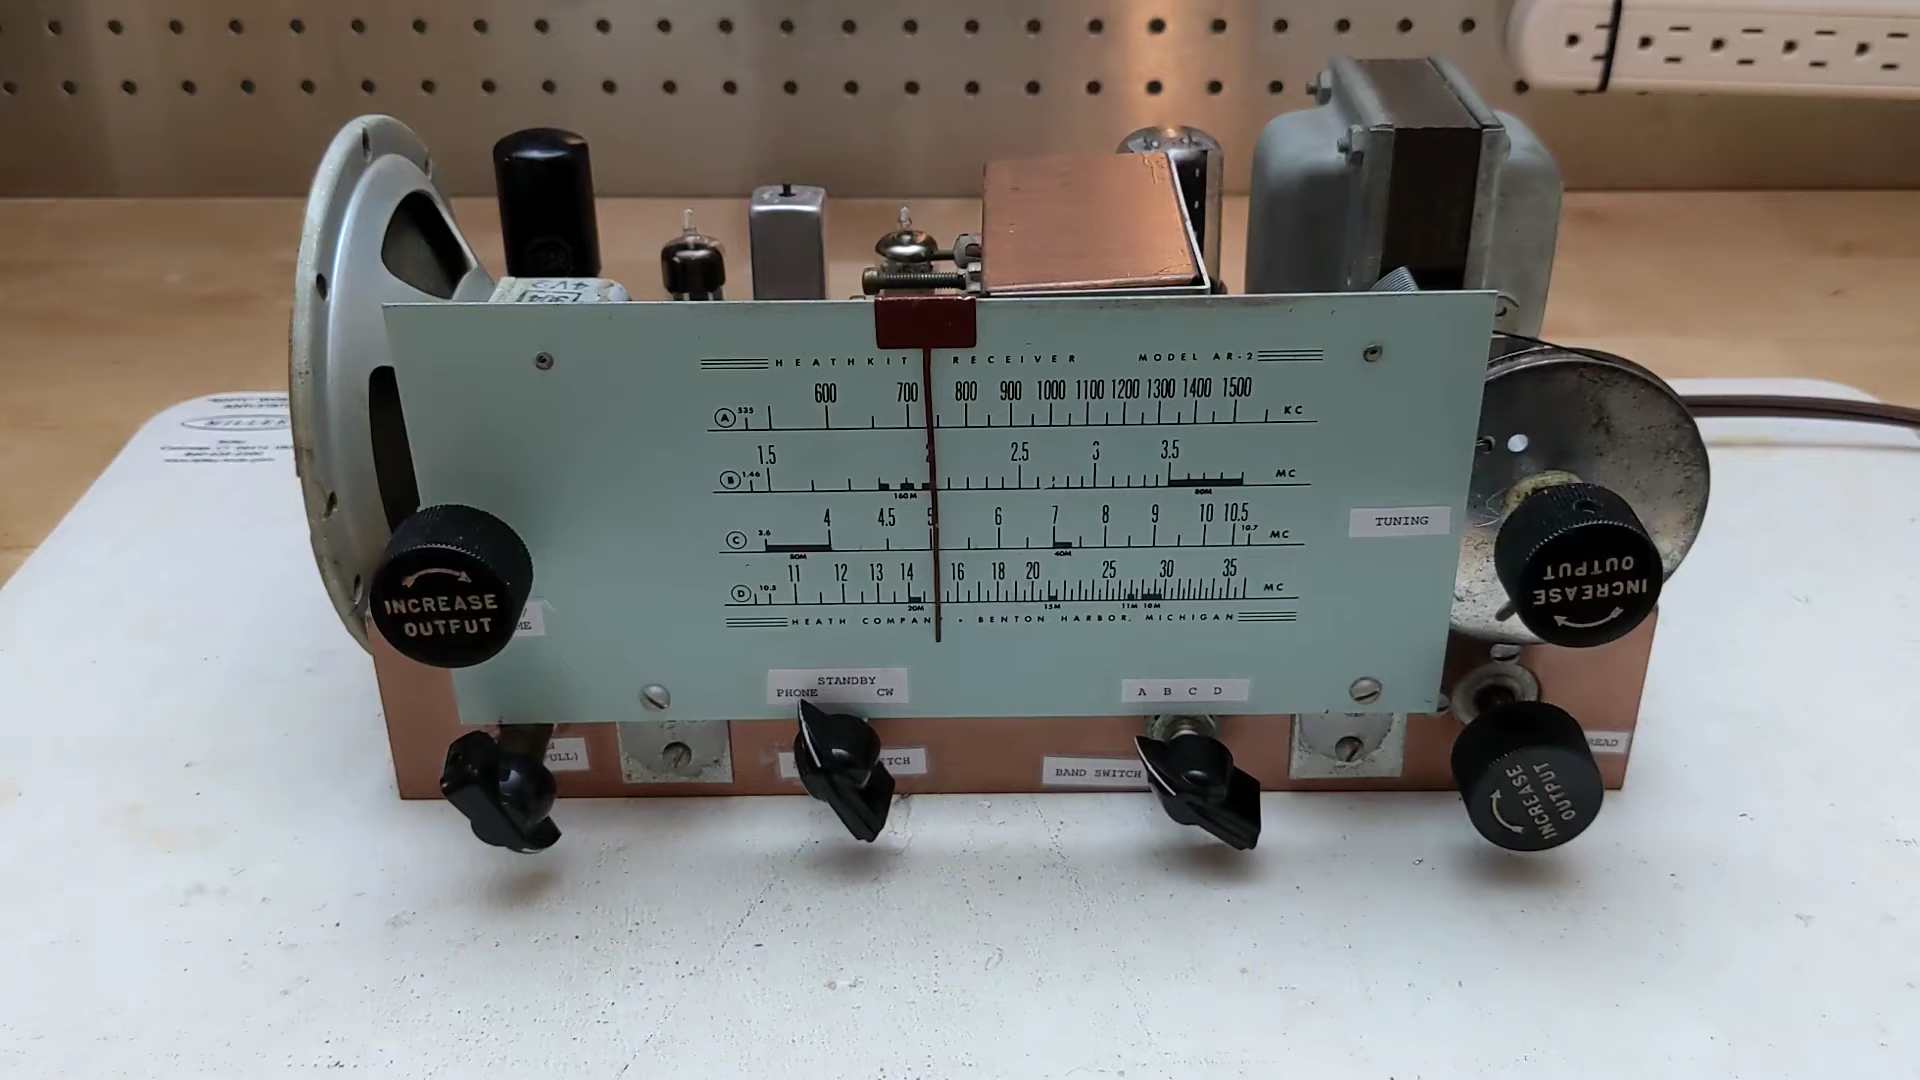 HEATHKIT RECEIVER MODEL AR-2
600 700 800 900 1000 1100 1200 1300 1400 1500
A 535 KC
1.5 2.5 3 3.5
B 1.46 MC
160M 80M
4 4.5 5 6 7 8 9 10 10.5
C 3.6 10.7 MC
80M 40M
11 12 13 14 16 18 20 25 30 35
D 10.5 MC
20M 15M 11M 10M
HEATH COMPANY • BENTON HARBOR, MICHIGAN
TUNING
INCREASE
OUTPUT
INCREASE
OUTPUT
STANDBY
PHONE CW
A B C D
BAND SWITCH
INCREASE
OUTPUT
MILLER